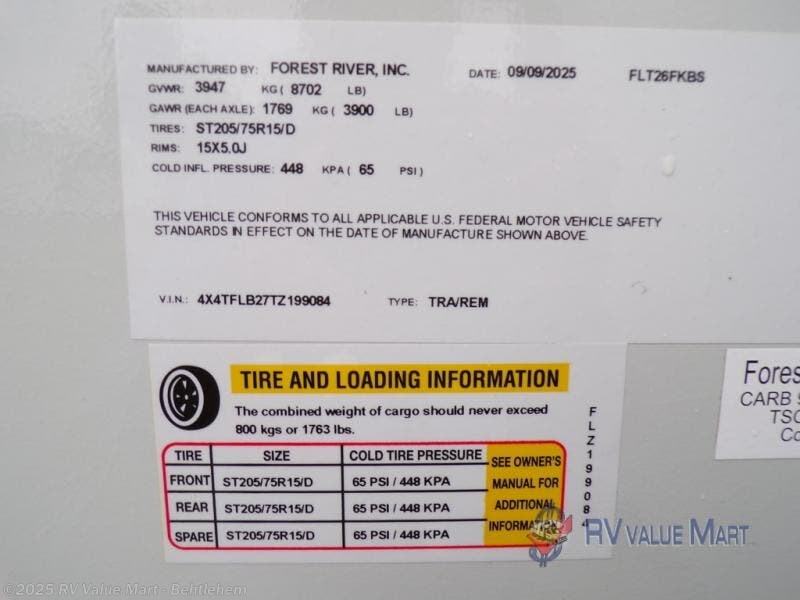 MANUFACTURED BY: FOREST RIVER, INC. DATE: 09/09/2025 FLT26FKBS
GVWR: 3947 KG ( 8702 LB)
GAWR (EACH AXLE): 1769 KG ( 3900 LB)
TIRES: ST205/75R15/D
RIMS: 15X5.0J
COLD INFL. PRESSURE: 448 KPA ( 65 PSI )
THIS VEHICLE CONFORMS TO ALL APPLICABLE U.S. FEDERAL MOTOR VEHICLE SAFETY
STANDARDS IN EFFECT ON THE DATE OF MANUFACTURE SHOWN ABOVE.
V.I.N.: 4X4TFLB27TZ199084 TYPE: TRA/REM
TIRE AND LOADING INFORMATION
The combined weight of cargo should never exceed
800 kgs or 1763 lbs.
TIRE SIZE COLD TIRE PRESSURE
FRONT ST205/75R15/D 65 PSI / 448 KPA
REAR ST205/75R15/D 65 PSI / 448 KPA
SPARE ST205/75R15/D 65 PSI / 448 KPA
SEE OWNER'S
MANUAL FOR
ADDITIONAL
INFORMATION
FLZ199084
Fores
CARB 9
TSC
Co
RV VALUE MART
©2025 RV Value Mart - Behtlehem